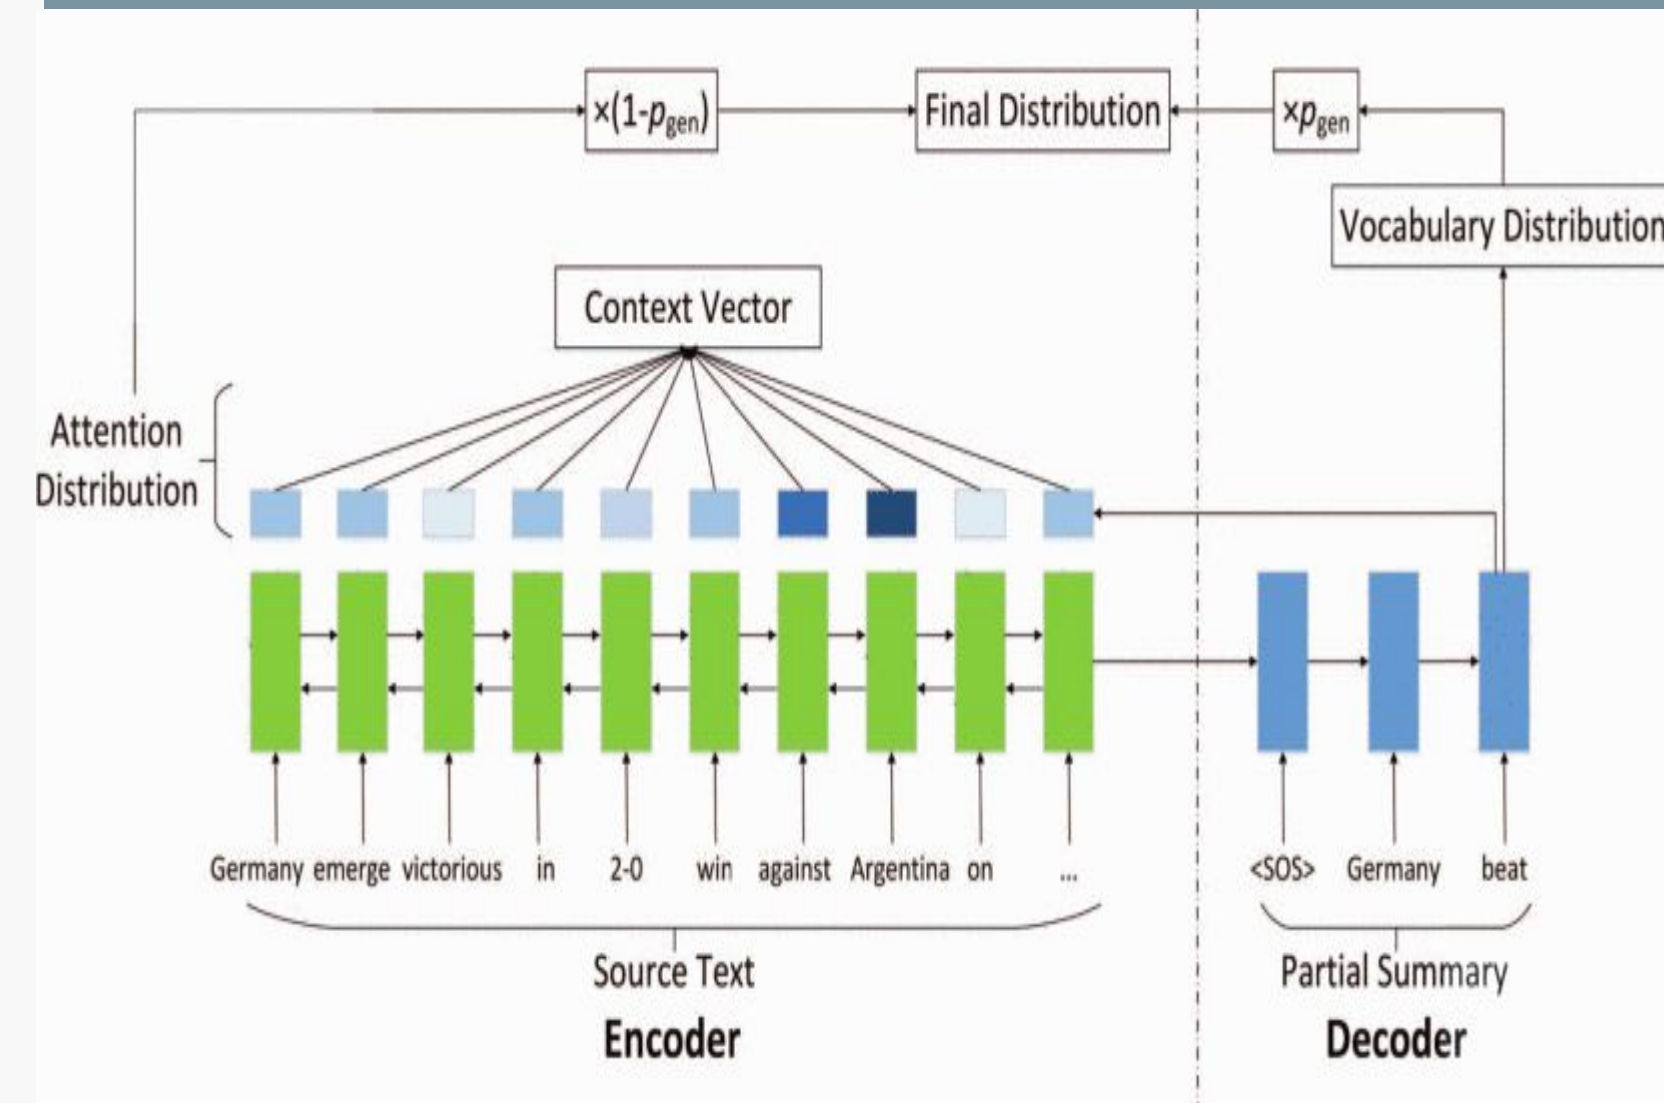 ×(1-pgen)
Final Distribution
×pgen
Vocabulary Distribution
Context Vector
Attention
Distribution
Germany emerge victorious in 2-0 win against Argentina on ...
<SOS> Germany beat
Source Text
Partial Summary
Encoder
Decoder